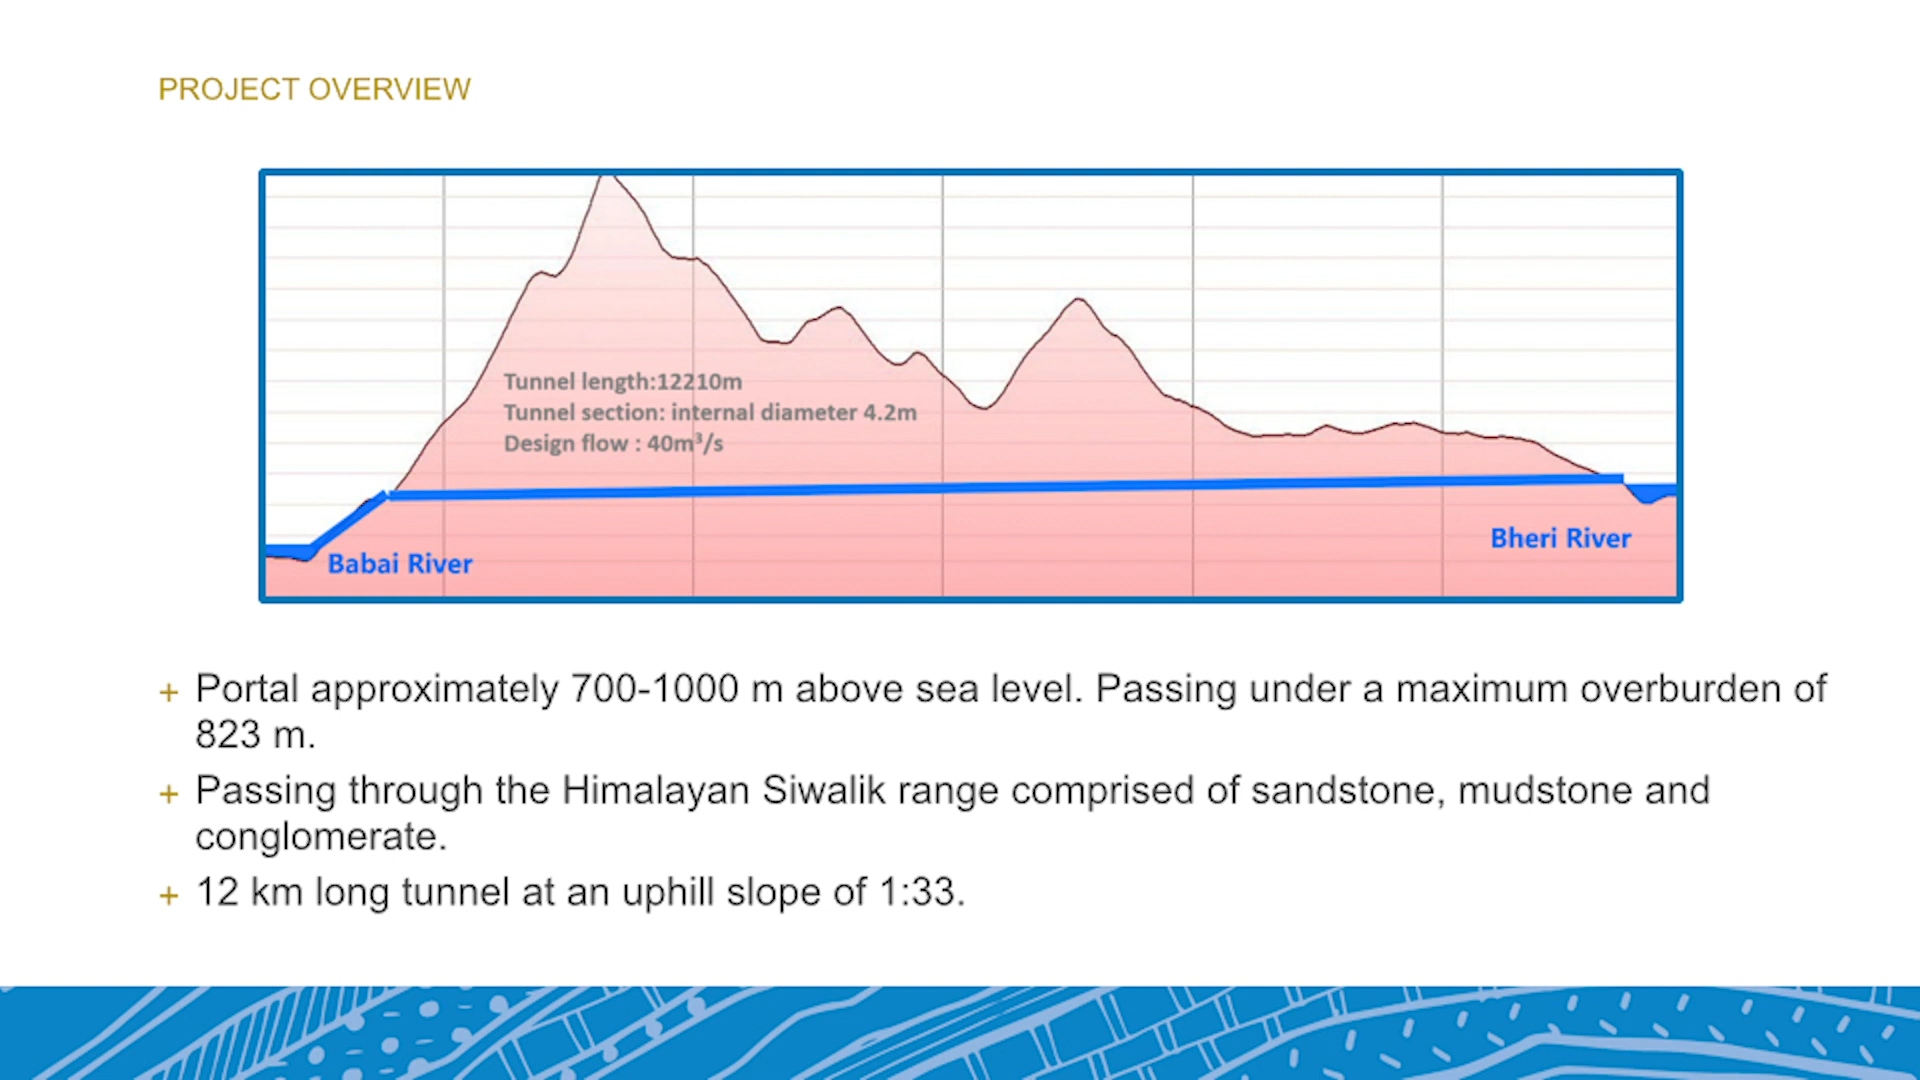 PROJECT OVERVIEW
Tunnel length:12210m
Tunnel section: internal diameter 4.2m
Design flow : 40m³/s
Babai River
Bheri River
+ Portal approximately 700-1000 m above sea level. Passing under a maximum overburden of
823 m.
+ Passing through the Himalayan Siwalik range comprised of sandstone, mudstone and
conglomerate.
+ 12 km long tunnel at an uphill slope of 1:33.